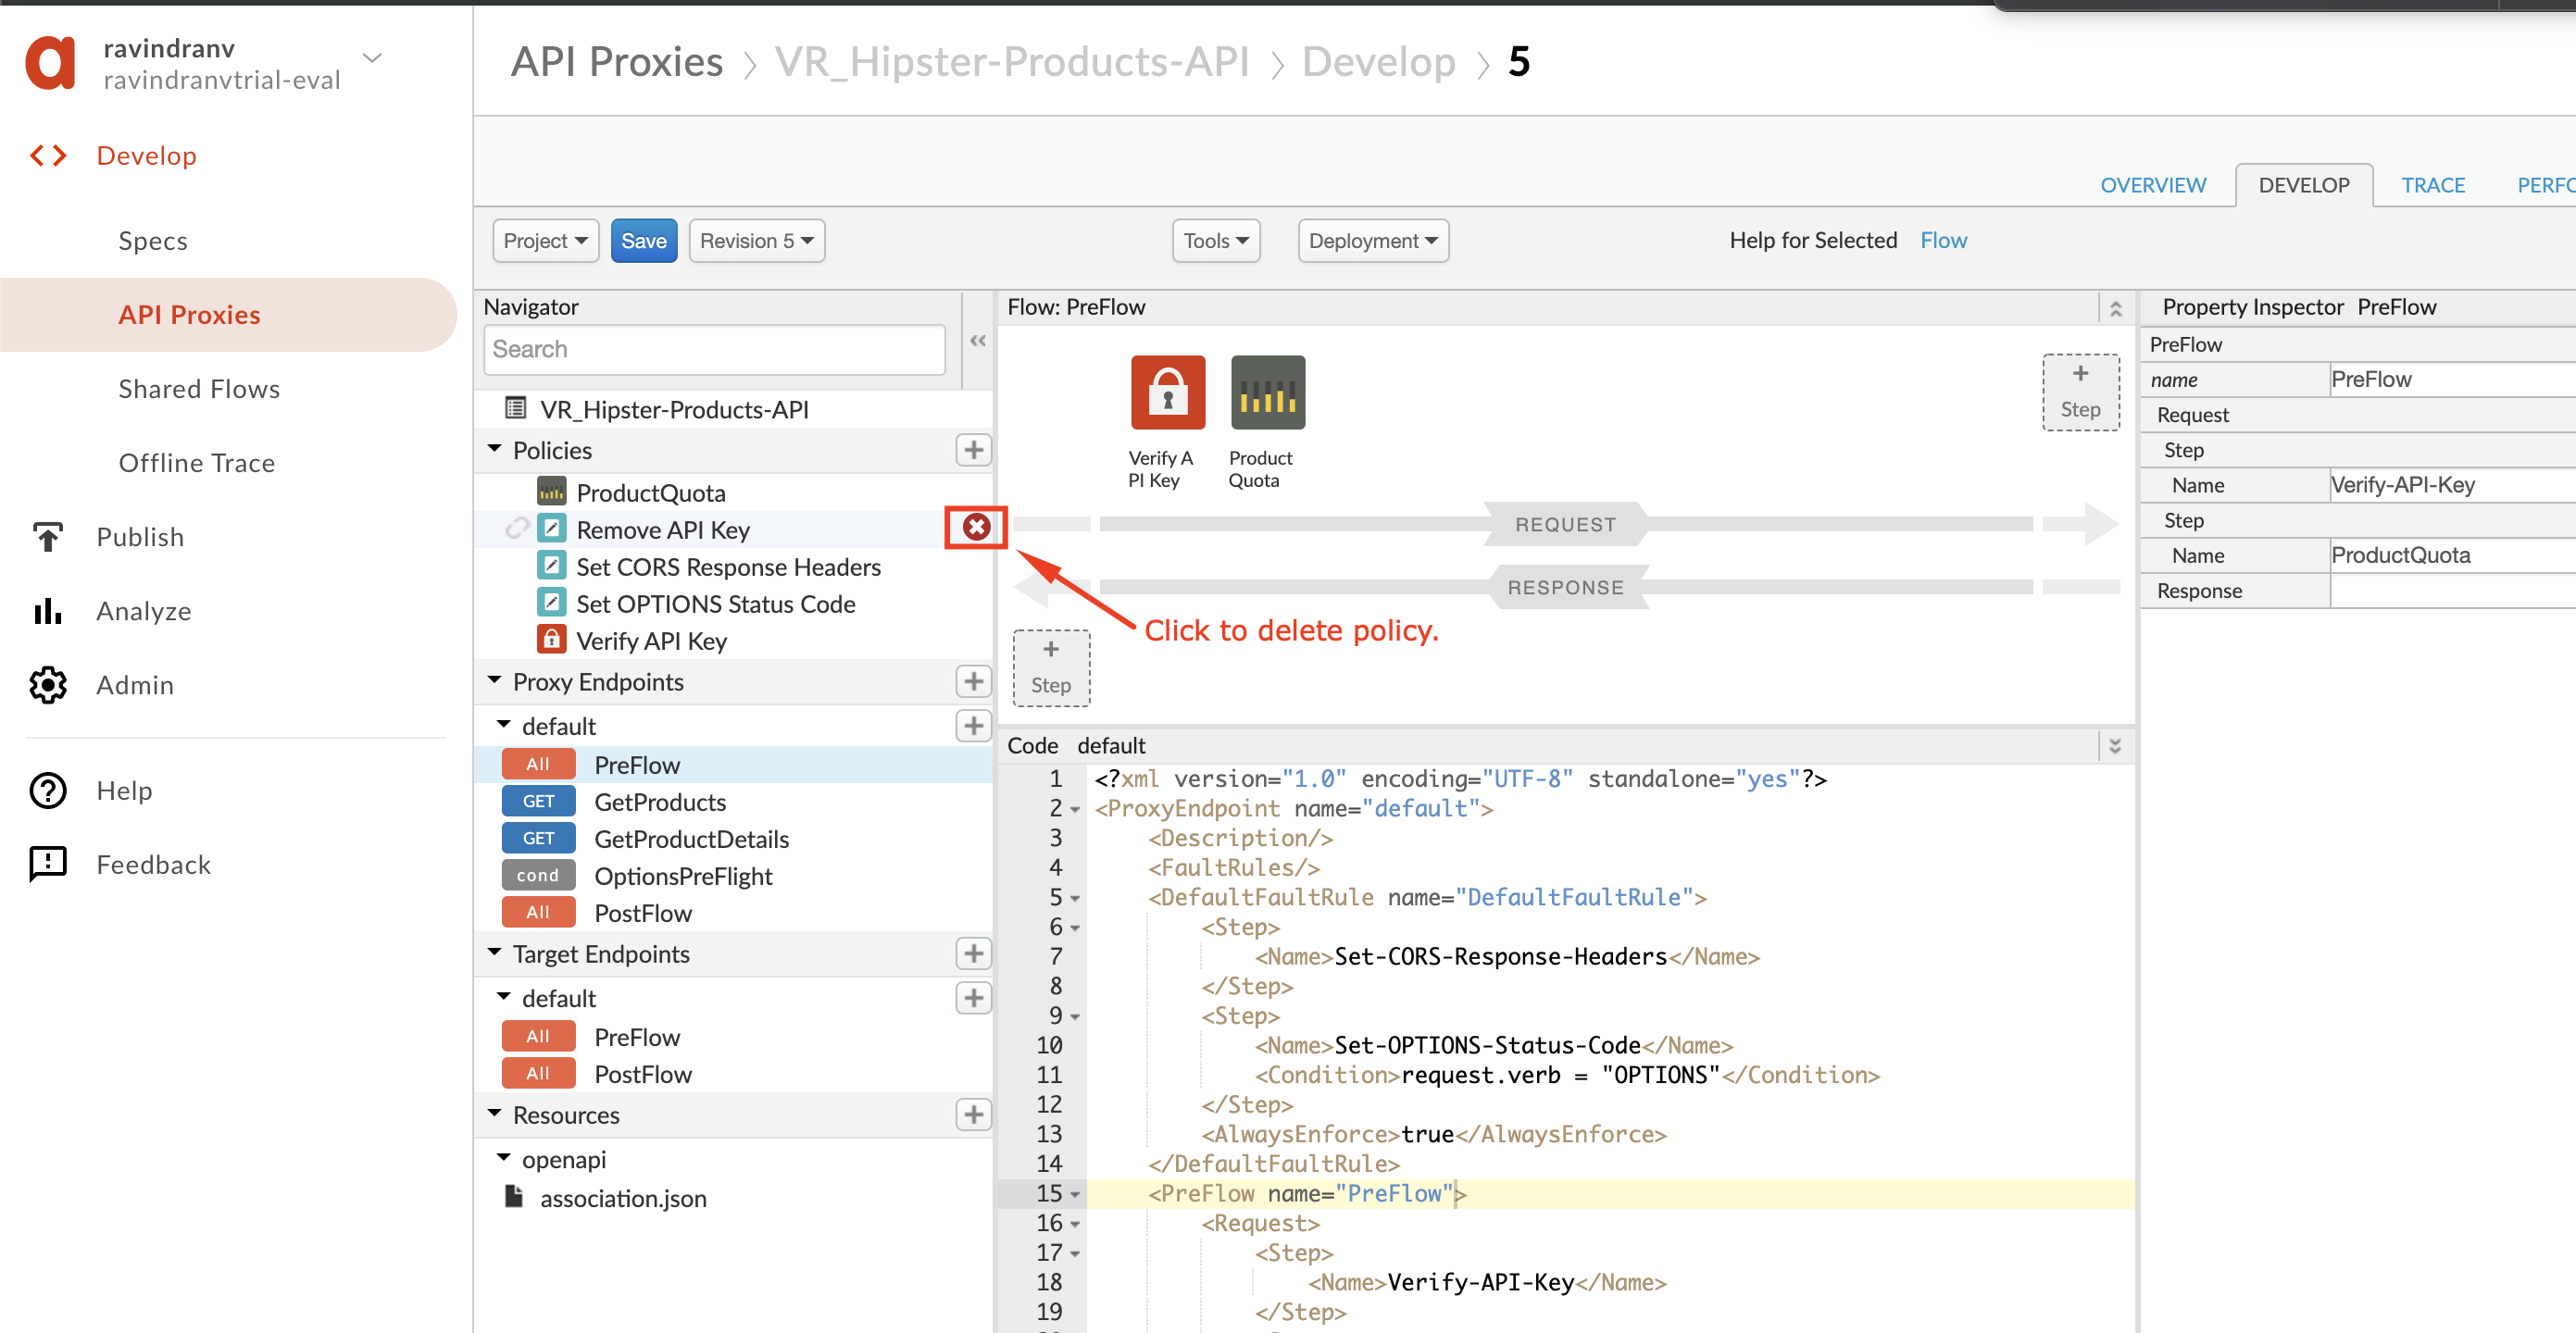 ravindranv
ravindranvtrial-eval
Develop
Specs
API Proxies
Shared Flows
Offline Trace
Publish
Analyze
Admin
Help
Feedback
API Proxies > VR_Hipster-Products-API > Develop > 5
OVERVIEW DEVELOP TRACE PERFO
Project Save Revision 5 Tools Deployment Help for Selected Flow
Navigator
Search
VR_Hipster-Products-API
Policies
ProductQuota
Remove API Key
Set CORS Response Headers
Set OPTIONS Status Code
Verify API Key
Proxy Endpoints
default
All PreFlow
GET GetProducts
GET GetProductDetails
cond OptionsPreFlight
All PostFlow
Target Endpoints
default
All PreFlow
All PostFlow
Resources
openapi
association.json
Flow: PreFlow
+
Step
Verify A
PI Key
Product
Quota
REQUEST
RESPONSE
Click to delete policy.
+
Step
Code default
1 <?xml version="1.0" encoding="UTF-8" standalone="yes"?>
2 <ProxyEndpoint name="default">
3 <Description/>
4 <FaultRules/>
5 <DefaultFaultRule name="DefaultFaultRule">
6 <Step>
7 <Name>Set-CORS-Response-Headers</Name>
8 </Step>
9 <Step>
10 <Name>Set-OPTIONS-Status-Code</Name>
11 <Condition>request.verb = "OPTIONS"</Condition>
12 </Step>
13 <AlwaysEnforce>true</AlwaysEnforce>
14 </DefaultFaultRule>
15 <PreFlow name="PreFlow">
16 <Request>
17 <Step>
18 <Name>Verify-API-Key</Name>
19 </Step>
Property Inspector PreFlow
PreFlow
name PreFlow
Request
Step
Name Verify-API-Key
Step
Name ProductQuota
Response